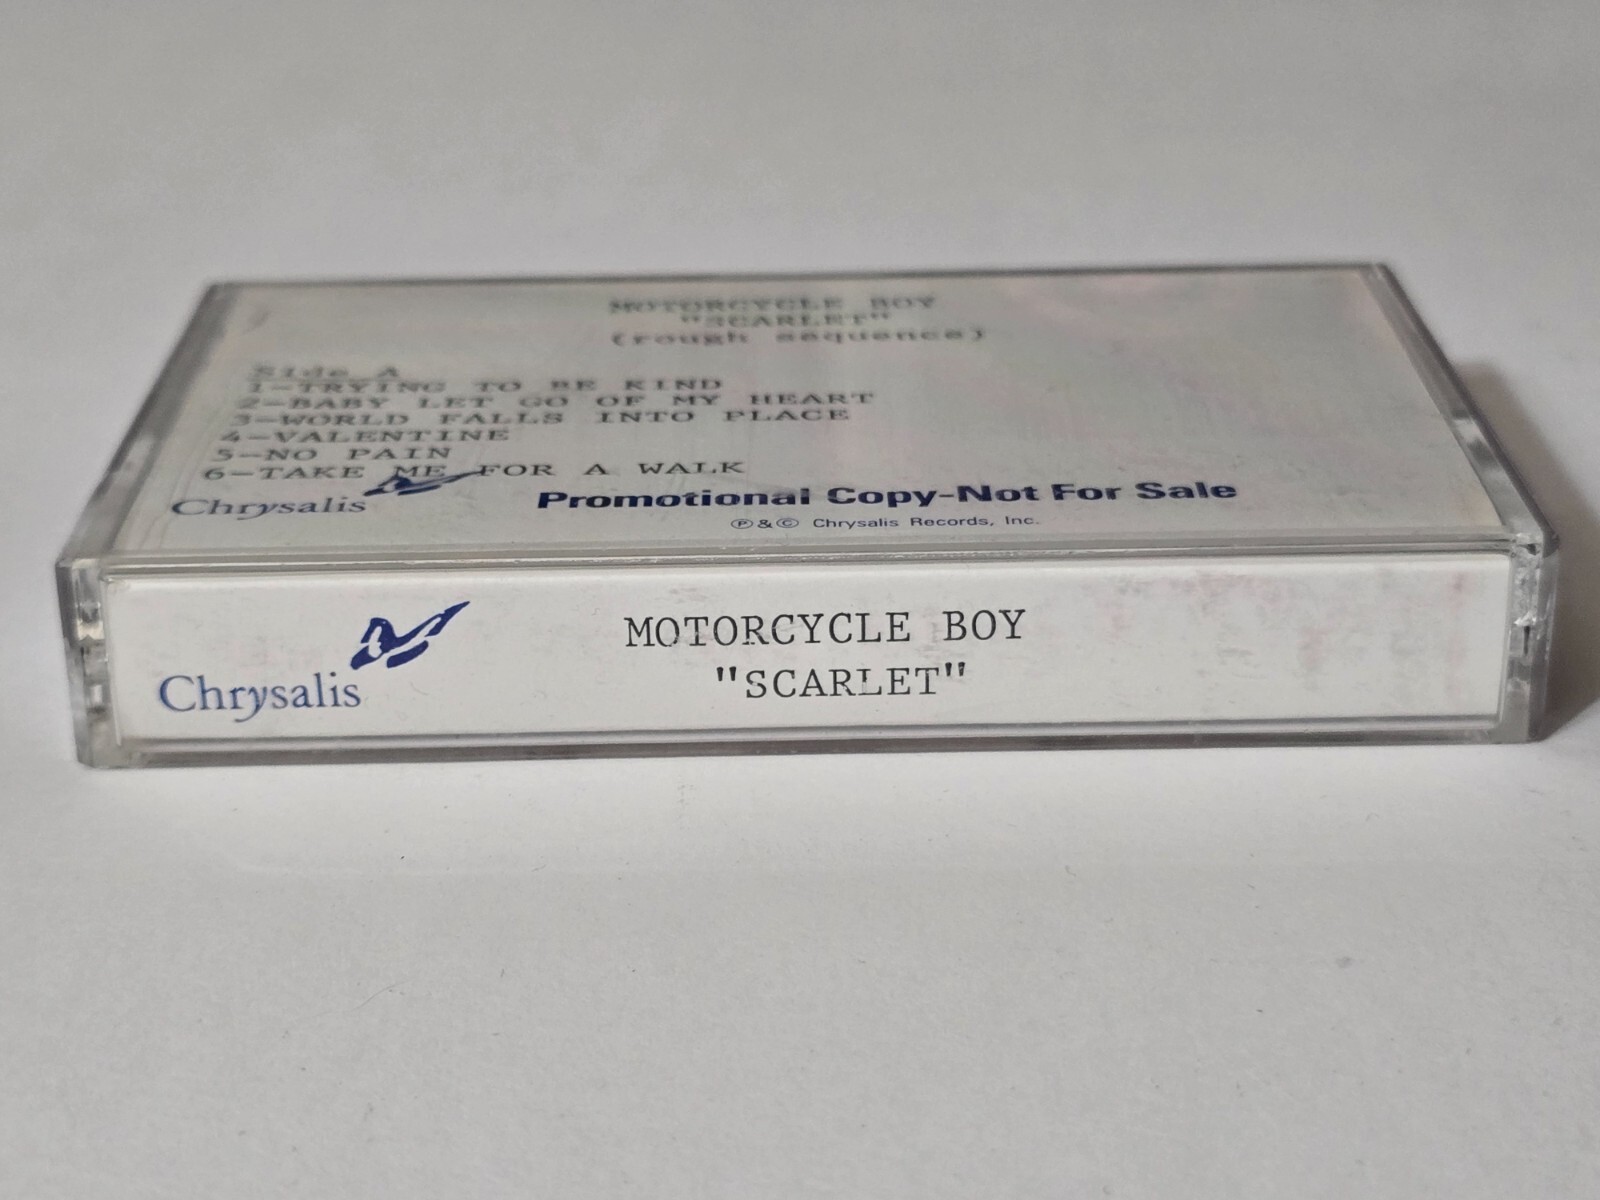 MOTORCYCLE BOY
"SCARLET"
(rough sequence)
Side A
1-TRYING TO BE KIND
2-BABY LET GO OF MY HEART
3-WORLD FALLS INTO PLACE
4-VALENTINE
5-NO PAIN
6-TAKE ME FOR A WALK
Chrysalis Promotional Copy-Not For Sale
℗ & © Chrysalis Records, Inc.
Chrysalis
MOTORCYCLE BOY
"SCARLET"